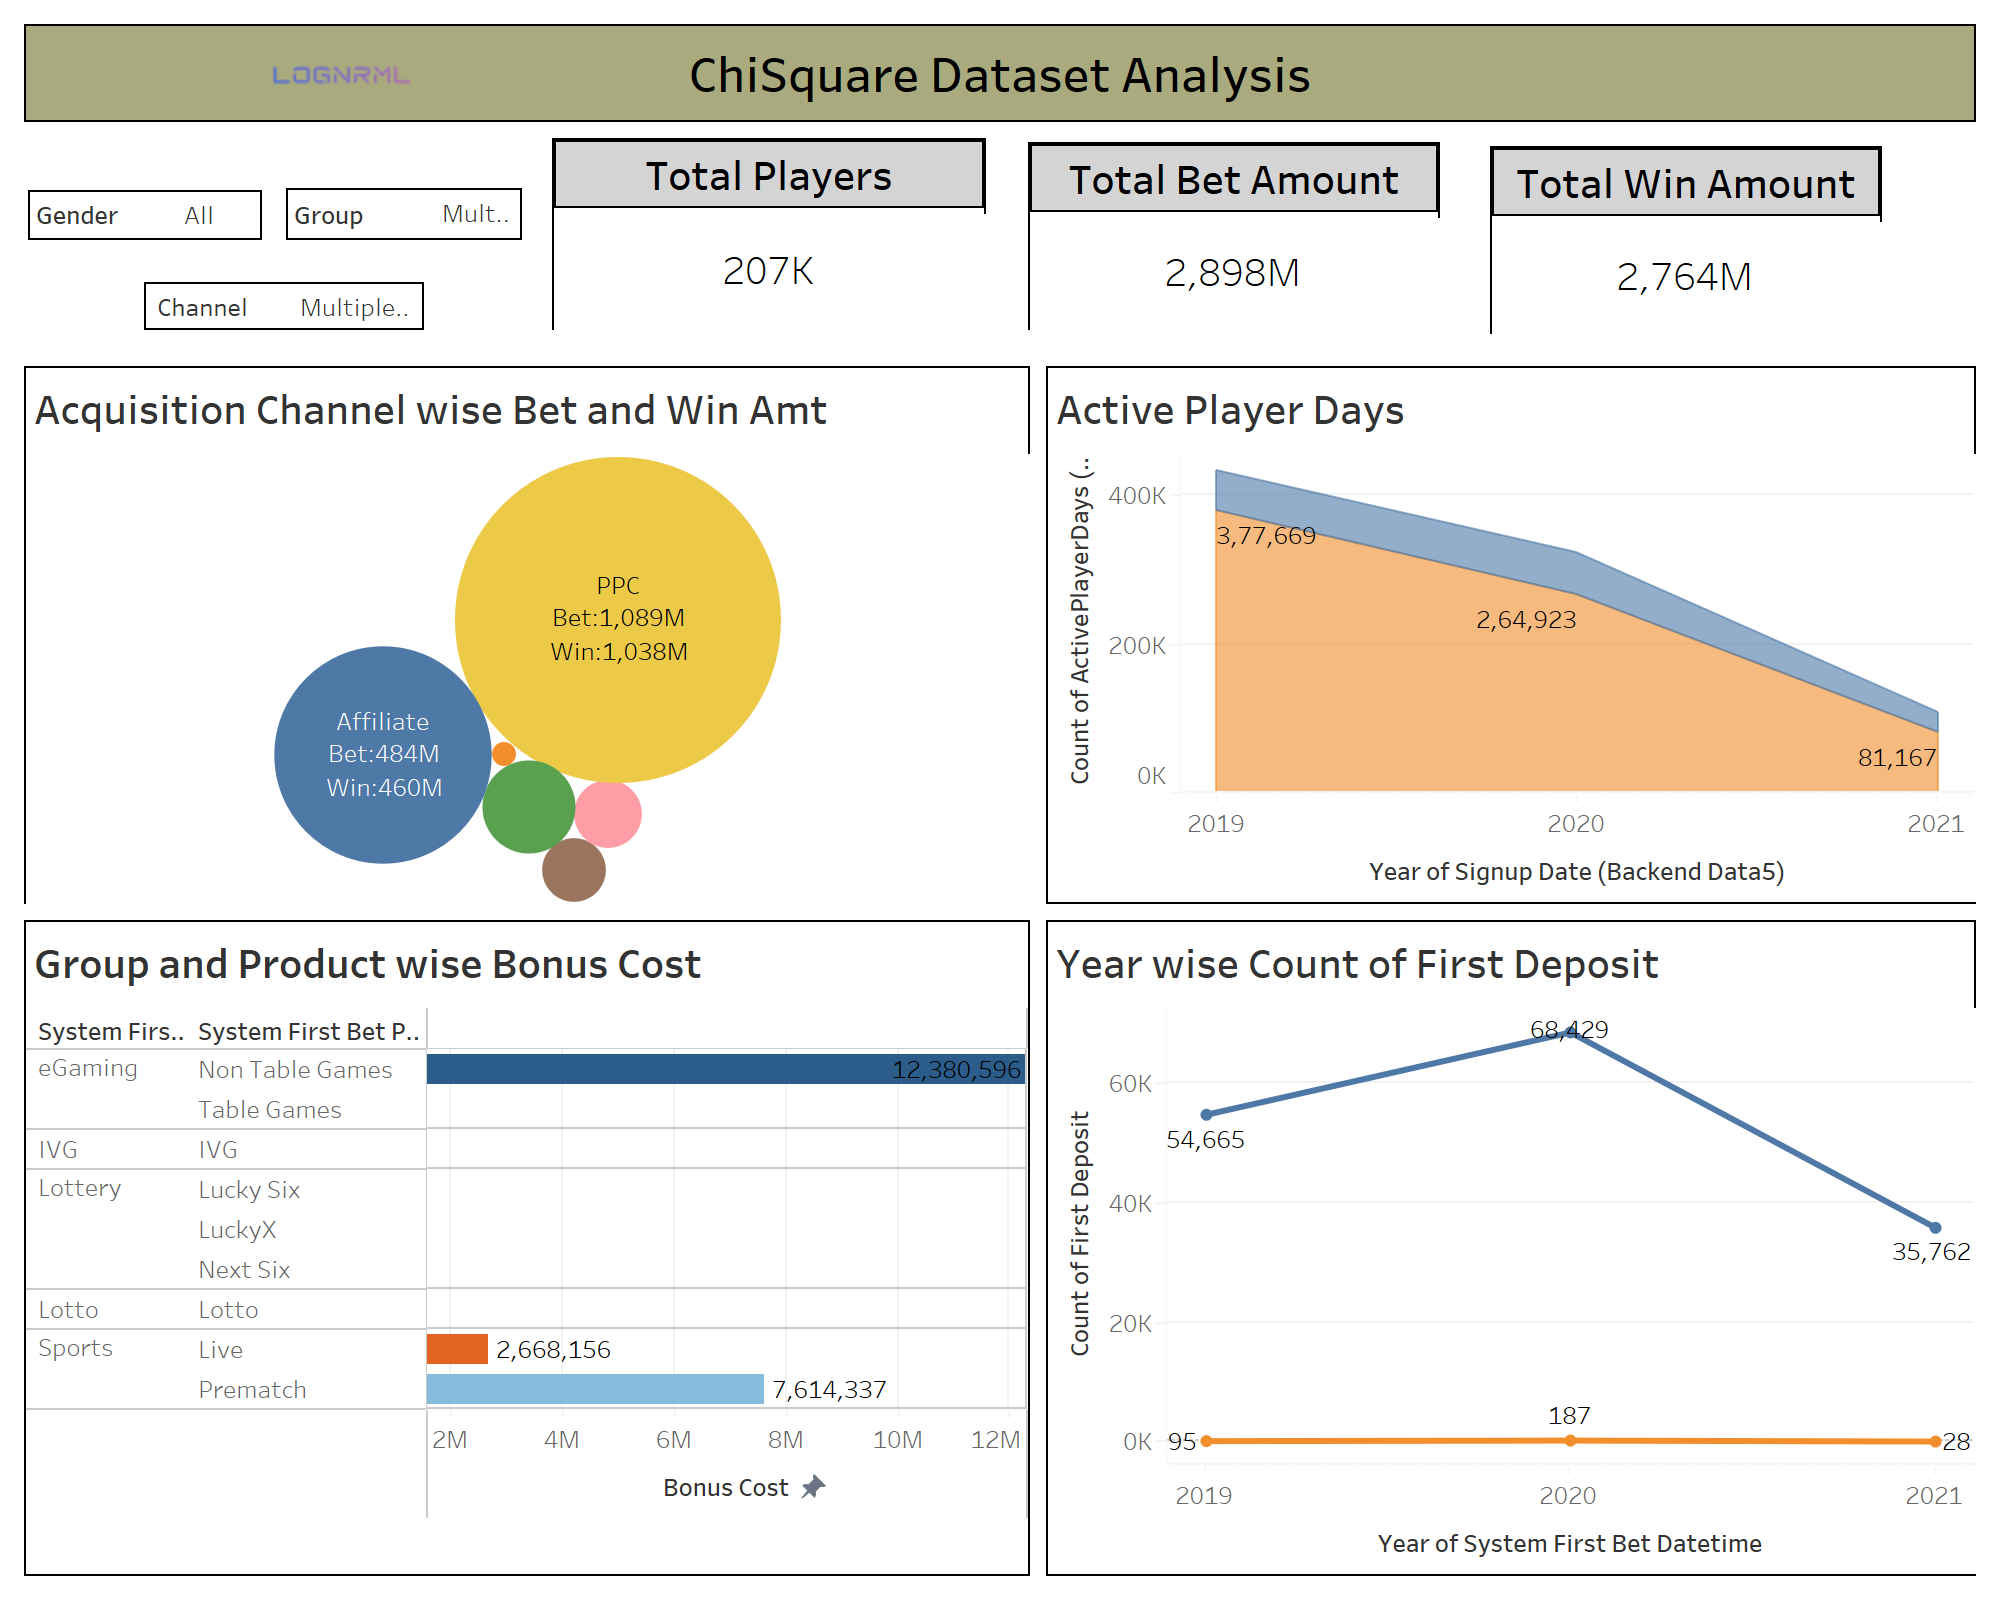 LOGNRML
ChiSquare Dataset Analysis
Gender All
Group Mult..
Channel Multiple..
Total Players
207K
Total Bet Amount
2,898M
Total Win Amount
2,764M
Acquisition Channel wise Bet and Win Amt
PPC
Bet:1,089M
Win:1,038M
Affiliate
Bet:484M
Win:460M
Active Player Days
Count of ActivePlayerDays (..
400K
200K
0K
3,77,669
2,64,923
81,167
2019 2020 2021
Year of Signup Date (Backend Data5)
Group and Product wise Bonus Cost
System Firs.. System First Bet P..
eGaming Non Table Games 12,380,596
Table Games
IVG IVG
Lottery Lucky Six
LuckyX
Next Six
Lotto Lotto
Sports Live 2,668,156
Prematch 7,614,337
2M 4M 6M 8M 10M 12M
Bonus Cost
Year wise Count of First Deposit
Count of First Deposit
60K
40K
20K
0K
68,429
54,665
35,762
187
95
28
2019 2020 2021
Year of System First Bet Datetime